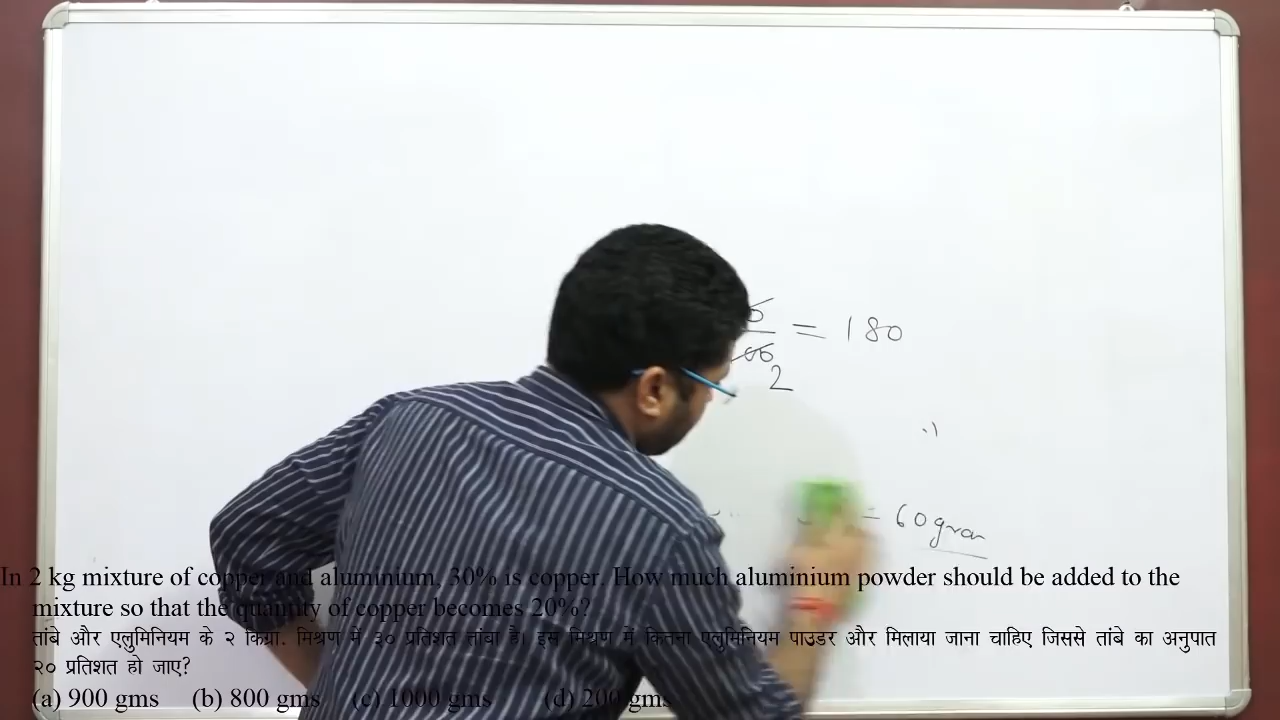 6
= 180
2
= 60 gram
In 2 kg mixture of copper and aluminium, 30% is copper. How much aluminium powder should be added to the
mixture so that the quantity of copper becomes 20%?
तांबे और एलुमिनियम के २ किग्रा. मिश्रण में ३० प्रतिशत तांबा है। इस मिश्रण में कितना एलुमिनियम पाउडर और मिलाया जाना चाहिए जिससे तांबे का अनुपात
२० प्रतिशत हो जाए?
(a) 900 gms (b) 800 gms (c) 1000 gms (d) 200 gms